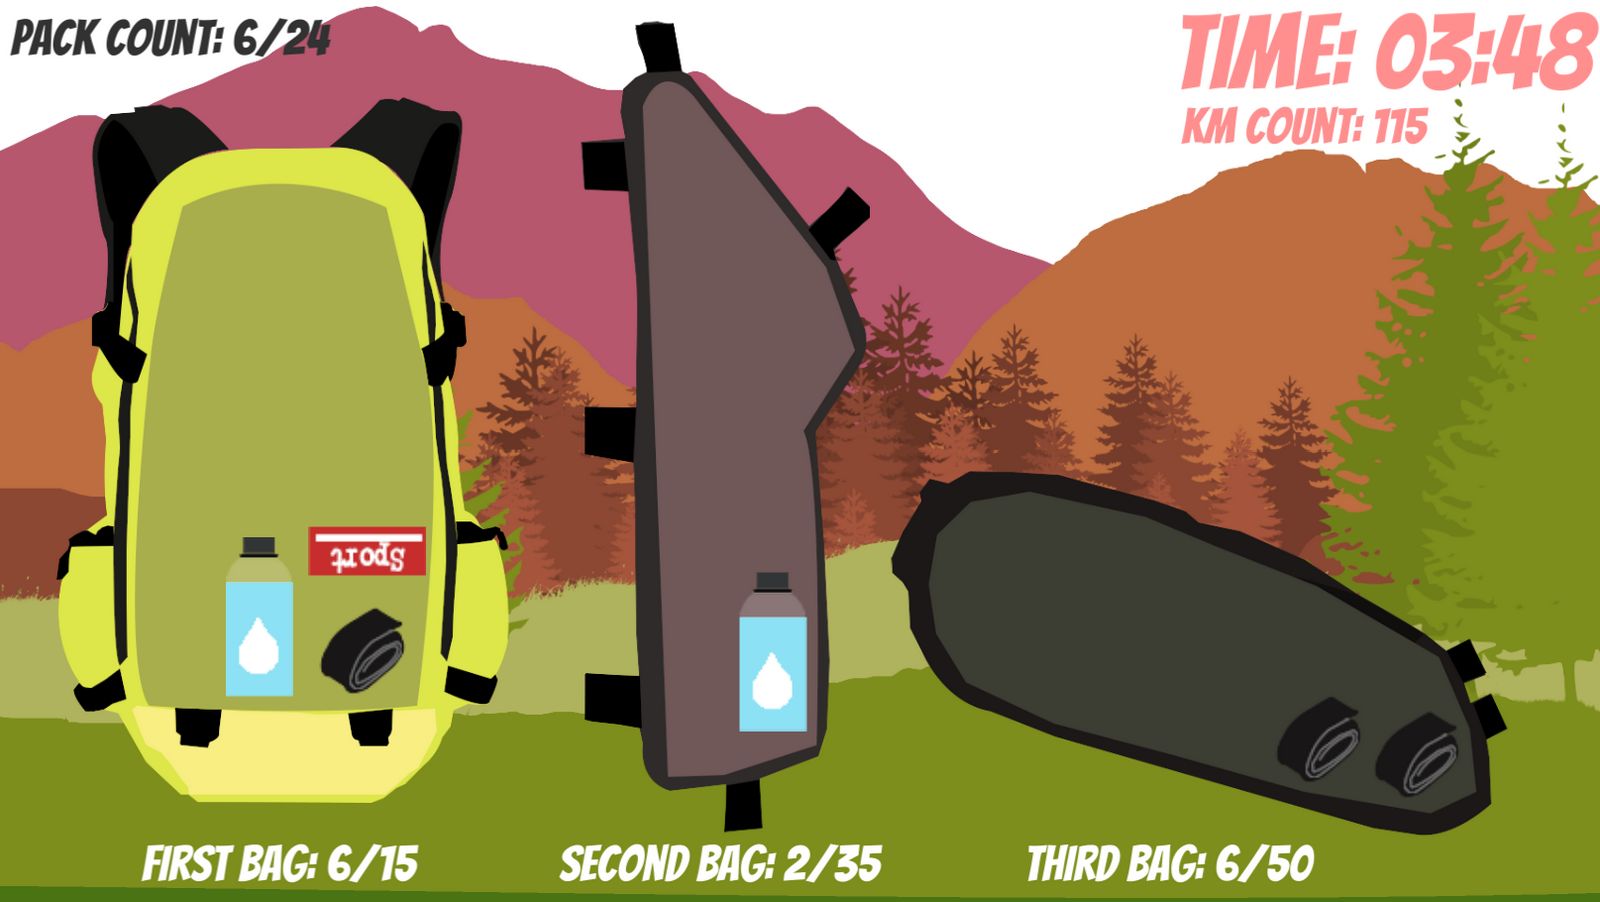 PACK COUNT: 6/24
TIME: 03:48
KM COUNT: 115
Sport
FIRST BAG: 6/15
SECOND BAG: 2/35
THIRD BAG: 6/50